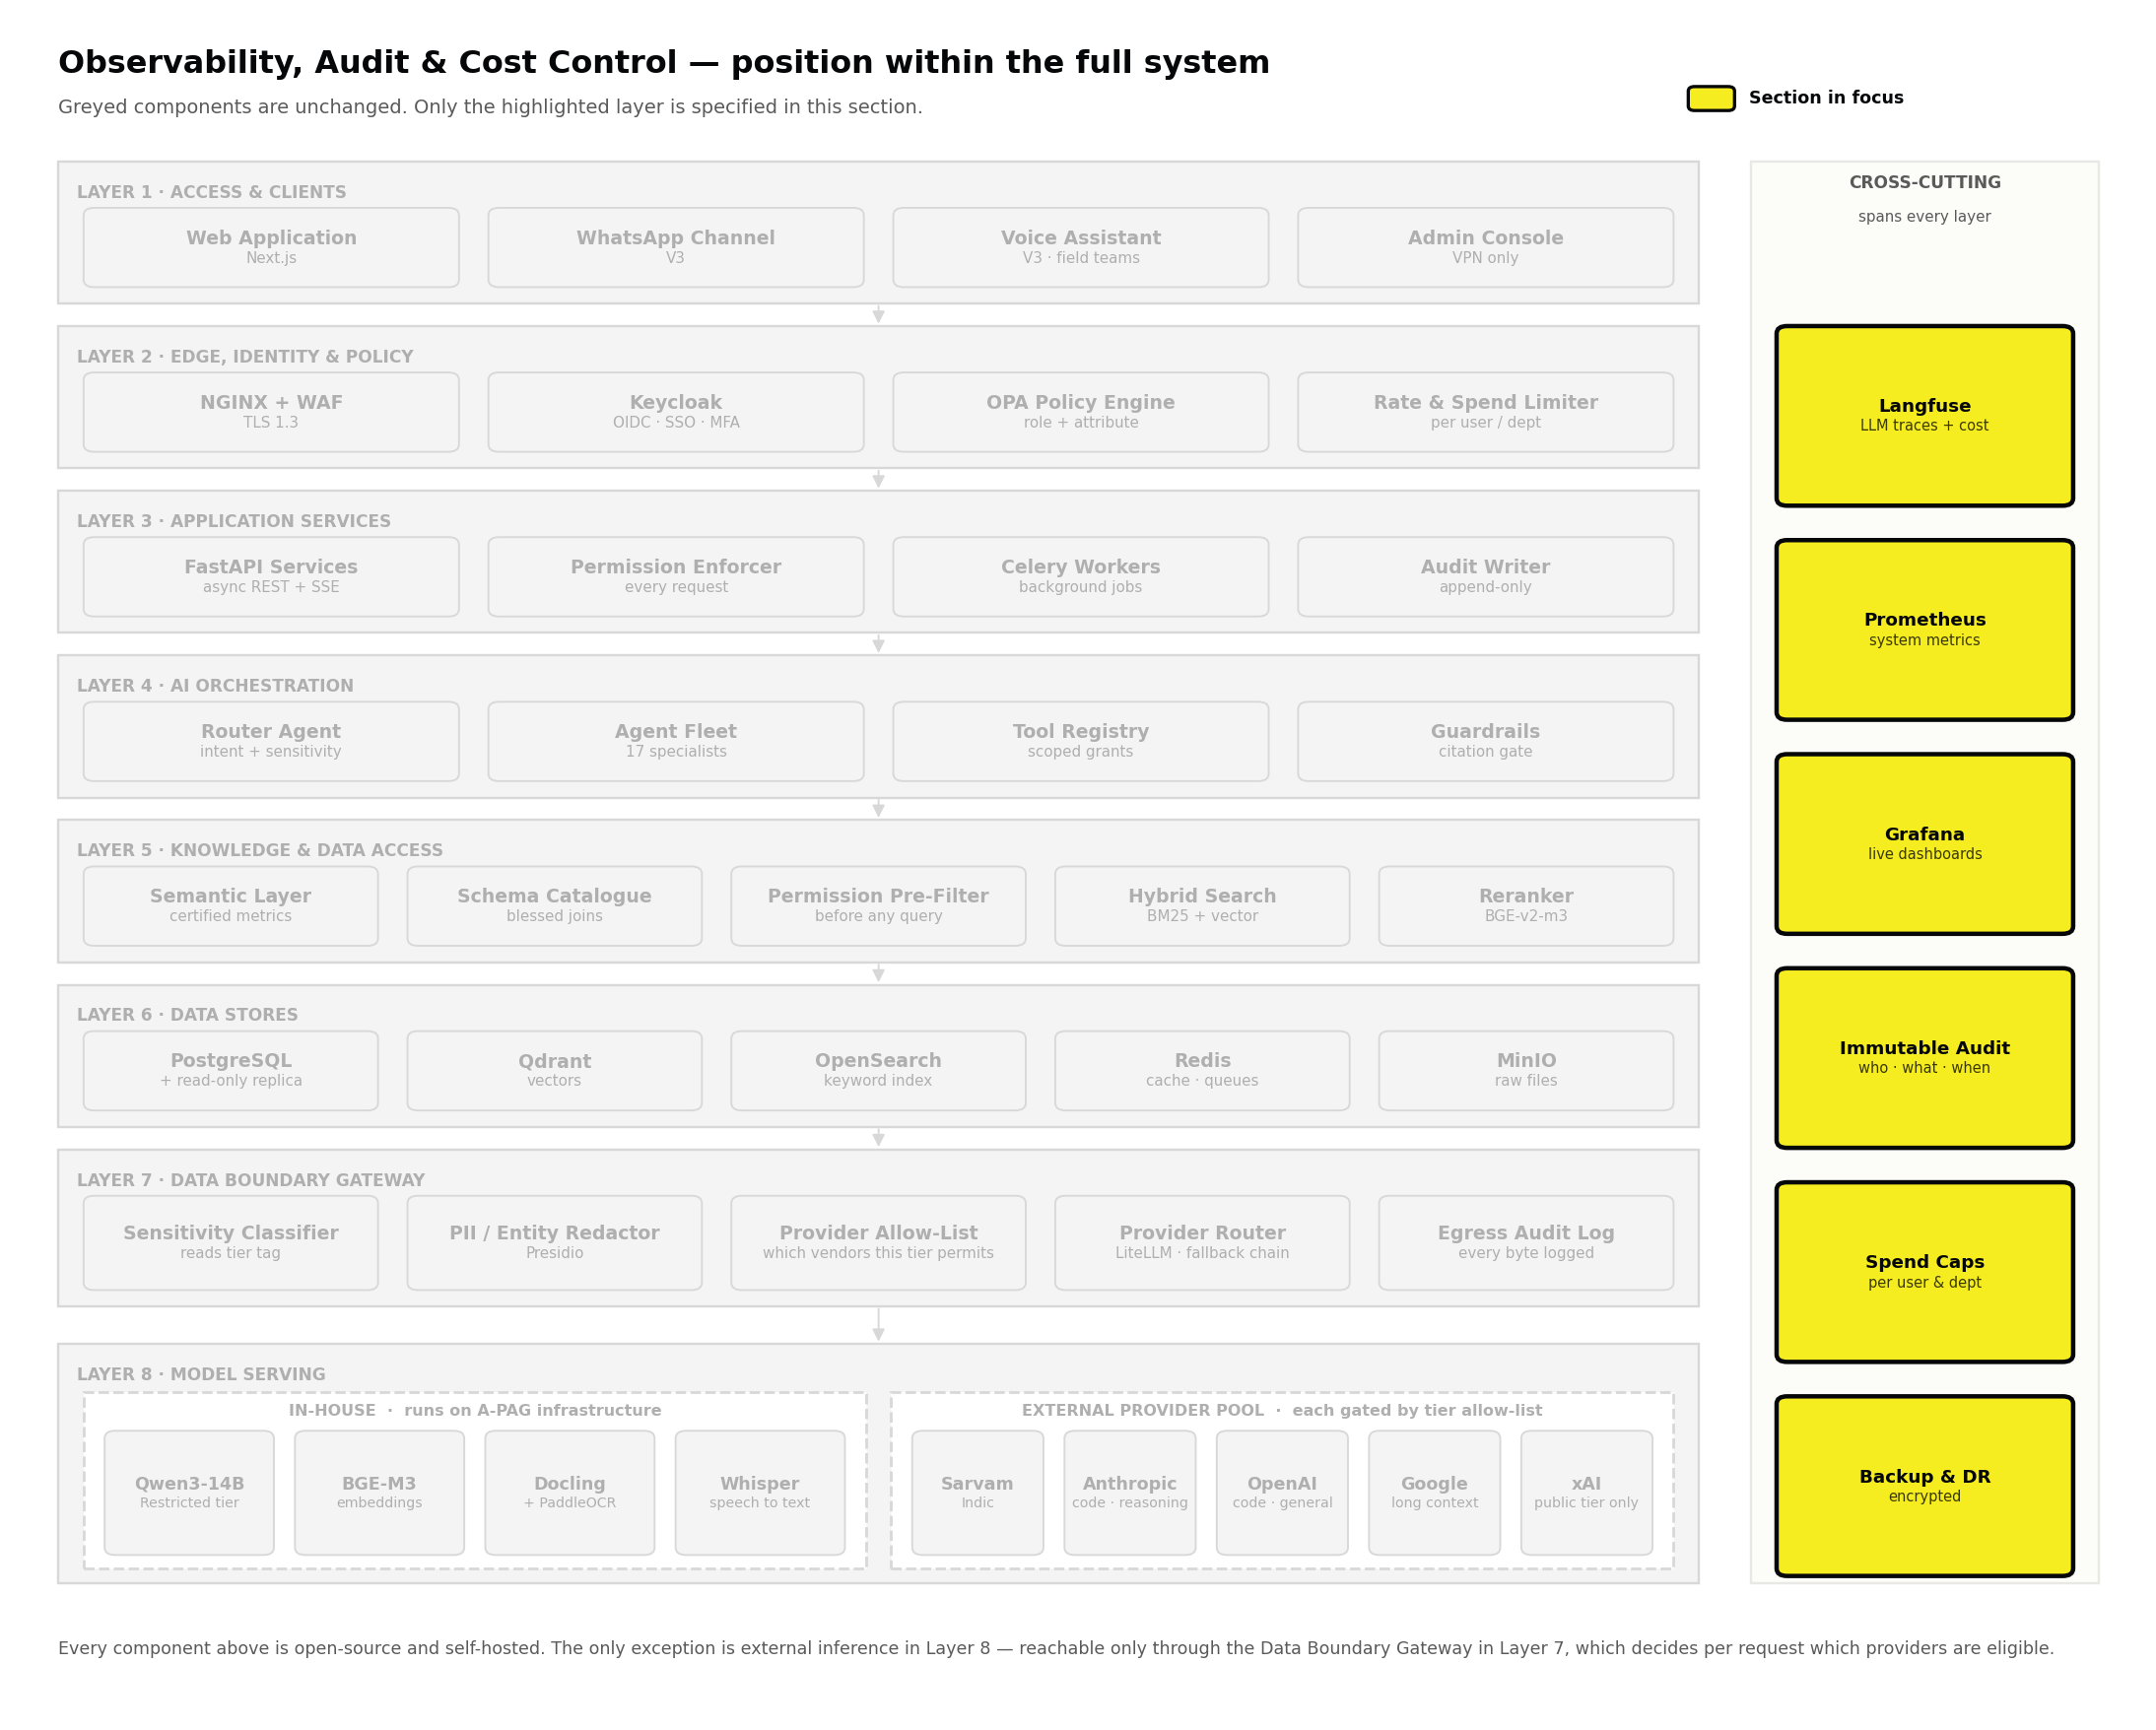 Observability, Audit & Cost Control — position within the full system
Greyed components are unchanged. Only the highlighted layer is specified in this section.
Section in focus
LAYER 1 · ACCESS & CLIENTS
Web Application
Next.js
WhatsApp Channel
V3
Voice Assistant
V3 · field teams
Admin Console
VPN only
LAYER 2 · EDGE, IDENTITY & POLICY
NGINX + WAF
TLS 1.3
Keycloak
OIDC · SSO · MFA
OPA Policy Engine
role + attribute
Rate & Spend Limiter
per user / dept
LAYER 3 · APPLICATION SERVICES
FastAPI Services
async REST + SSE
Permission Enforcer
every request
Celery Workers
background jobs
Audit Writer
append-only
LAYER 4 · AI ORCHESTRATION
Router Agent
intent + sensitivity
Agent Fleet
17 specialists
Tool Registry
scoped grants
Guardrails
citation gate
LAYER 5 · KNOWLEDGE & DATA ACCESS
Semantic Layer
certified metrics
Schema Catalogue
blessed joins
Permission Pre-Filter
before any query
Hybrid Search
BM25 + vector
Reranker
BGE-v2-m3
LAYER 6 · DATA STORES
PostgreSQL
+ read-only replica
Qdrant
vectors
OpenSearch
keyword index
Redis
cache · queues
MinIO
raw files
LAYER 7 · DATA BOUNDARY GATEWAY
Sensitivity Classifier
reads tier tag
PII / Entity Redactor
Presidio
Provider Allow-List
which vendors this tier permits
Provider Router
LiteLLM · fallback chain
Egress Audit Log
every byte logged
LAYER 8 · MODEL SERVING
IN-HOUSE · runs on A-PAG infrastructure
Qwen3-14B
Restricted tier
BGE-M3
embeddings
Docling
+ PaddleOCR
Whisper
speech to text
EXTERNAL PROVIDER POOL · each gated by tier allow-list
Sarvam
Indic
Anthropic
code · reasoning
OpenAI
code · general
Google
long context
xAI
public tier only
CROSS-CUTTING
spans every layer
Langfuse
LLM traces + cost
Prometheus
system metrics
Grafana
live dashboards
Immutable Audit
who · what · when
Spend Caps
per user & dept
Backup & DR
encrypted
Every component above is open-source and self-hosted. The only exception is external inference in Layer 8 — reachable only through the Data Boundary Gateway in Layer 7, which decides per request which providers are eligible.